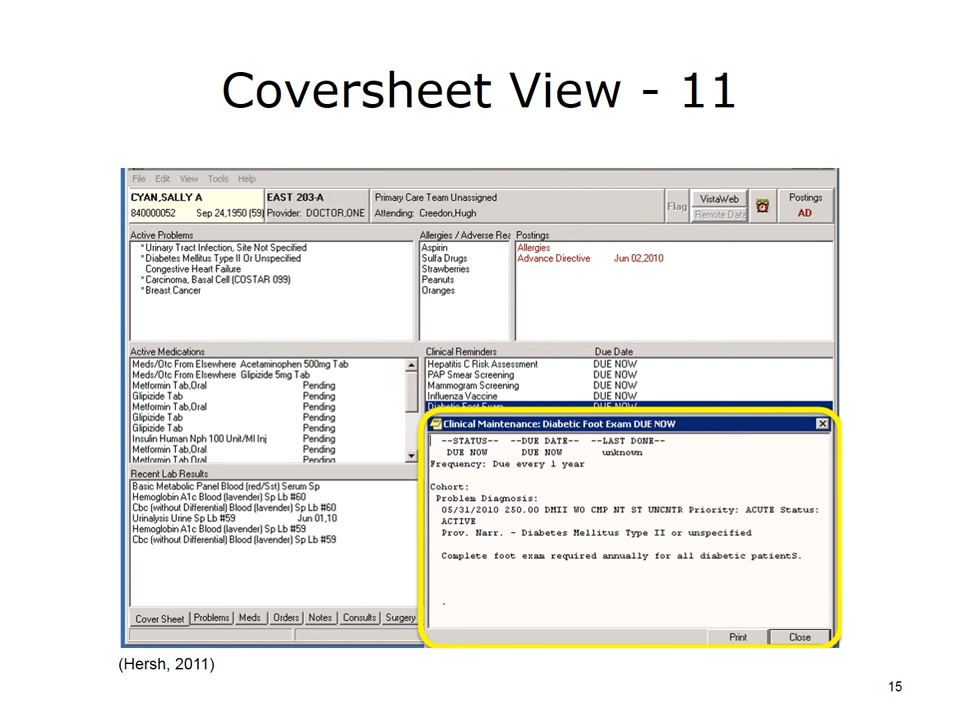 Coversheet View - 11
File Edit View Tools Help
CYAN,SALLY A
840000052 Sep 24,1950 (59)
EAST 203-A
Provider: DOCTOR,ONE
Primary Care Team Unassigned
Attending: Creedon,Hugh
Flag
VistaWeb
Remote Data
Postings
AD
Active Problems
*Urinary Tract Infection, Site Not Specified
*Diabetes Mellitus Type II Or Unspecified
Congestive Heart Failure
*Carcinoma, Basal Cell (COSTAR 099)
*Breast Cancer
Allergies / Adverse Rea
Aspirin
Sulfa Drugs
Strawberries
Peanuts
Oranges
Postings
Allergies
Advance Directive Jun 02,2010
Active Medications
Meds/Otc From Elsewhere Acetaminophen 500mg Tab
Meds/Otc From Elsewhere Glipizide 5mg Tab
Metformin Tab,Oral Pending
Glipizide Tab Pending
Metformin Tab,Oral Pending
Glipizide Tab Pending
Glipizide Tab Pending
Insulin Human Nph 100 Unit/Ml Inj Pending
Metformin Tab,Oral Pending
Metformin Tab,Oral Pending
Clinical Reminders Due Date
Hepatitis C Risk Assessment DUE NOW
PAP Smear Screening DUE NOW
Mammogram Screening DUE NOW
Influenza Vaccine DUE NOW
Diabetic Foot Exam DUE NOW
Clinical Maintenance: Diabetic Foot Exam DUE NOW
--STATUS-- --DUE DATE-- --LAST DONE--
DUE NOW DUE NOW unknown
Frequency: Due every 1 year
Cohort:
Problem Diagnosis:
05/31/2010 250.00 DMII WO CMP NT ST UNCNTR Priority: ACUTE Status:
ACTIVE
Prov. Narr. - Diabetes Mellitus Type II or unspecified
Complete foot exam required annually for all diabetic patientS.
.
Print Close
Recent Lab Results
Basic Metabolic Panel Blood (red/Sst) Serum Sp
Hemoglobin A1c Blood (lavender) Sp Lb #60
Cbc (without Differential) Blood (lavender) Sp Lb #60
Urinalysis Urine Sp Lb #59 Jun 01,10
Hemoglobin A1c Blood (lavender) Sp Lb #59
Cbc (without Differential) Blood (lavender) Sp Lb #59
Cover Sheet Problems Meds Orders Notes Consults Surgery
(Hersh, 2011)
15